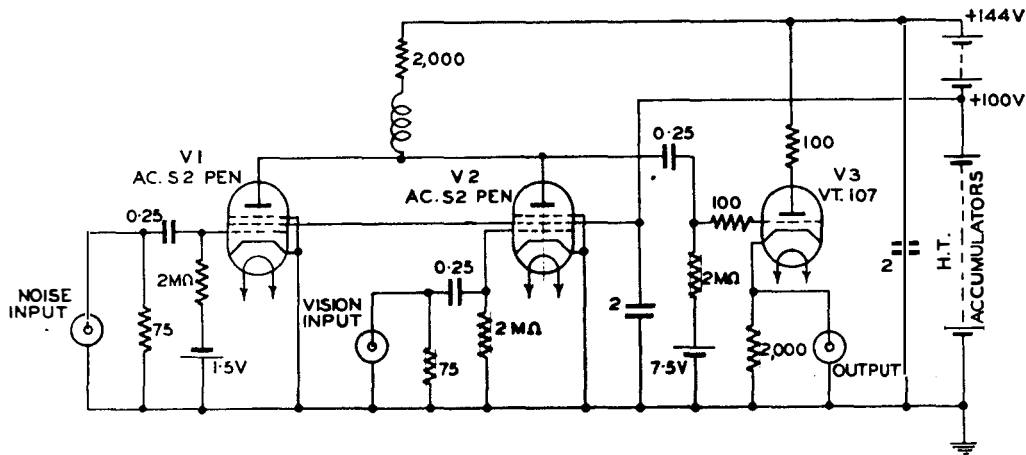 +144V
2,000
+100V
0.25
100
V1
AC. S2 PEN
V2
AC. S2 PEN
V3
VT. 107
0.25
100
H.T.
ACCUMULATORS
2MΩ
0.25
2MΩ
2
NOISE
INPUT
VISION
INPUT
2MΩ
2
75
75
1.5V
7.5V
2,000
OUTPUT